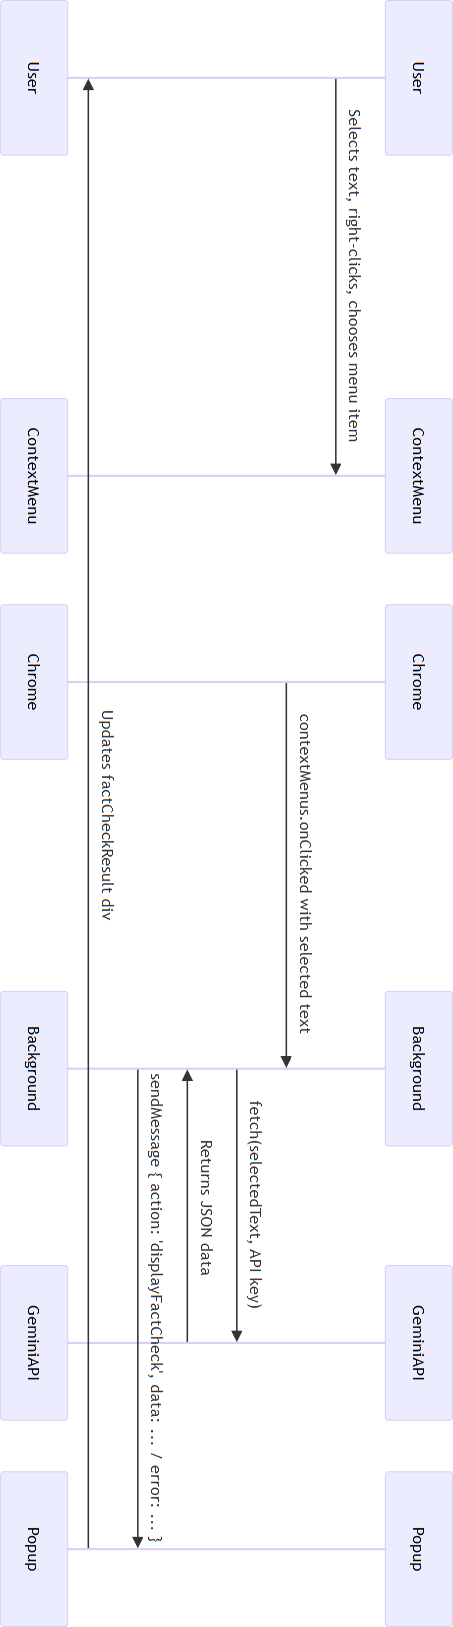 User
ContextMenu
Chrome
Background
GeminiAPI
Popup
Selects text, right-clicks, chooses menu item
contextMenus.onClicked with selected text
fetch(selectedText, API key)
Returns JSON data
sendMessage { action: 'displayFactCheck', data: ... / error: ... }
Updates factCheckResult div
User
ContextMenu
Chrome
Background
GeminiAPI
Popup